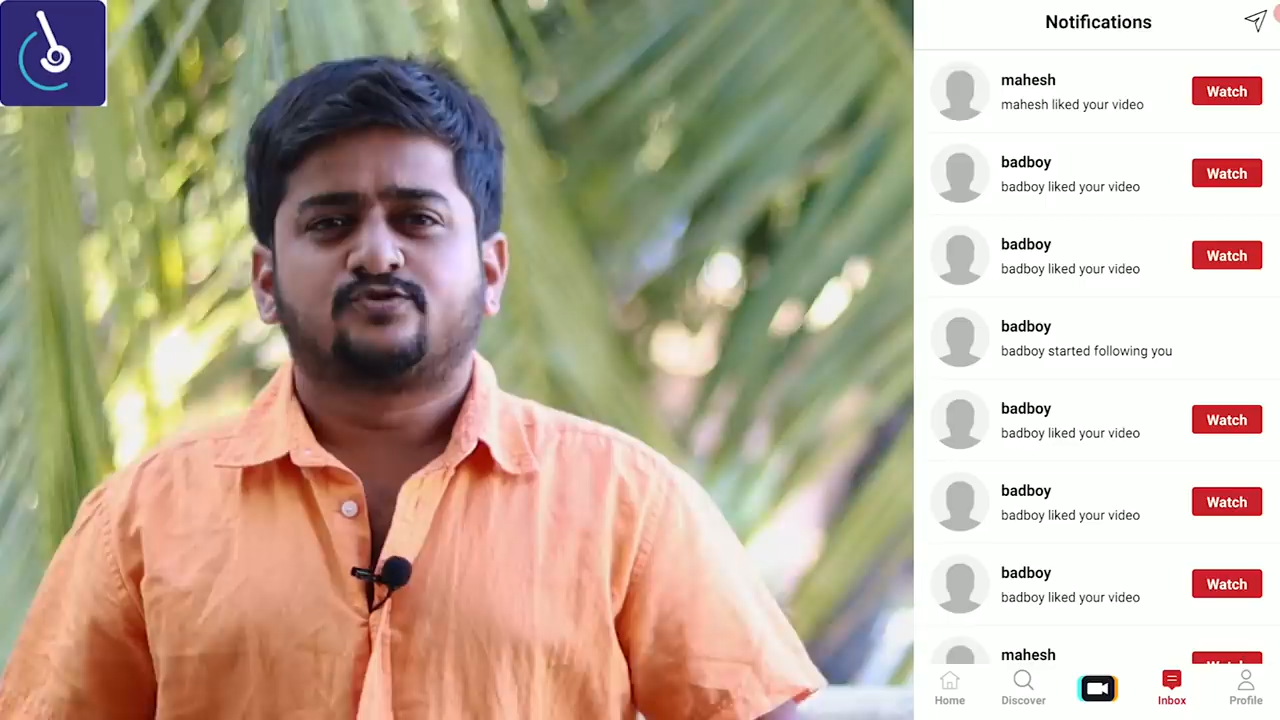 Notifications
mahesh
mahesh liked your video
Watch
badboy
badboy liked your video
Watch
badboy
badboy liked your video
Watch
badboy
badboy started following you
badboy
badboy liked your video
Watch
badboy
badboy liked your video
Watch
badboy
badboy liked your video
Watch
mahesh
Home
Discover
Inbox
Profile